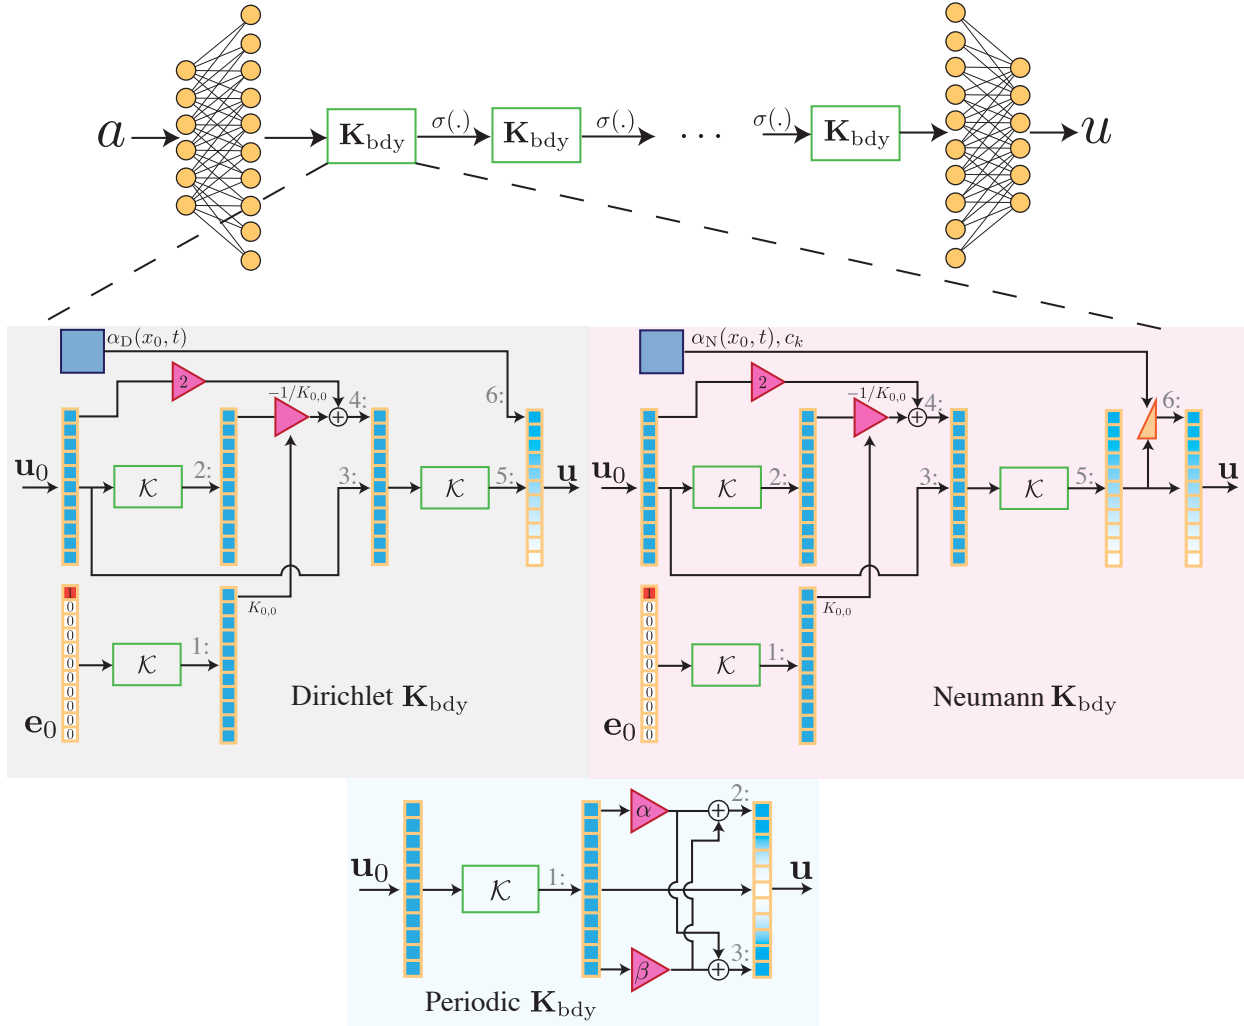 a
K_bdy
σ(.)
K_bdy
σ(.)
· · ·
σ(.)
K_bdy
u
α_D(x_0, t)
2
−1/K_{0,0}
+
4:
6:
u_0
𝒦
2:
3:
𝒦
5:
u
1
0
0
0
0
0
0
0
0
0
0
K_{0,0}
𝒦
1:
e_0
Dirichlet K_bdy
α_N(x_0, t), c_k
2
−1/K_{0,0}
+
4:
6:
u_0
𝒦
2:
3:
𝒦
5:
u
1
0
0
0
0
0
0
0
0
0
0
K_{0,0}
𝒦
1:
e_0
Neumann K_bdy
α
+
2:
u_0
𝒦
1:
u
β
+
3:
Periodic K_bdy